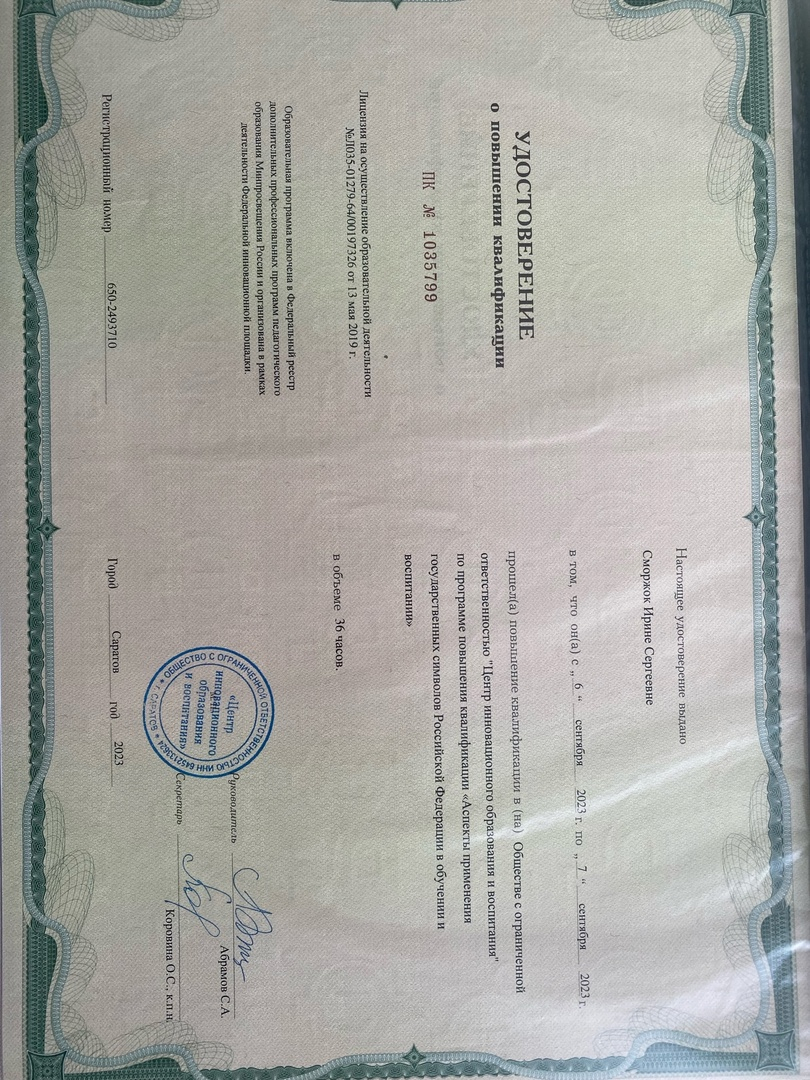 УДОСТОВЕРЕНИЕ
о повышении квалификации
ПК № 1035799
Лицензия на осуществление образовательной деятельности
№Л035-01279-64/00197326 от 13 мая 2019 г.
Образовательная программа включена в Федеральный реестр
дополнительных профессиональных программ педагогического
образования Минпросвещения России и организована в рамках
деятельности Федеральной инновационной площадки.
Регистрационный номер 650-2493710
Настоящее удостоверение выдано
Сморжок Ирине Сергеевне
в том, что он(а) с „ 6 “ сентября 2023 г. по „ 7 “ сентября 2023 г.
прошел(а) повышение квалификации в (на) Обществе с ограниченной
ответственностью "Центр инновационного образования и воспитания"
по программе повышения квалификации «Аспекты применения
государственных символов Российской Федерации в обучении и
воспитании»
в объеме 36 часов.
ОБЩЕСТВО С ОГРАНИЧЕННОЙ ОТВЕТСТВЕННОСТЬЮ ИНН 6452133624 * г. САРАТОВ *
«Центр
инновационного
образования
и воспитания»
Руководитель Абрамов С.А.
Секретарь Коровина О.С., к.п.н.
Город Саратов год 2023